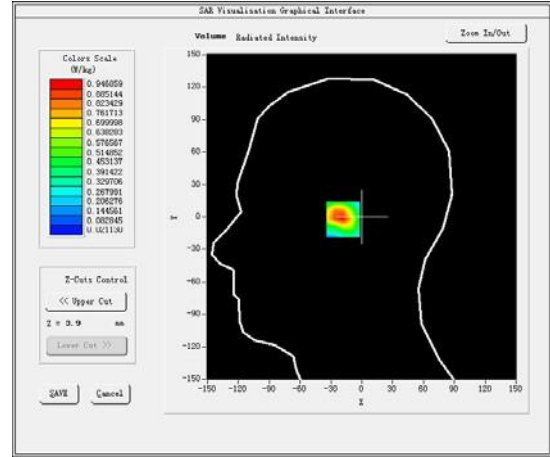 SAR Visualisation Graphical Interface
Volume Radiated Intensity
Zoom In/Out
Colors Scale
(W/kg)
0.946859
0.885144
0.823429
0.761713
0.699998
0.638283
0.576567
0.514852
0.453137
0.391422
0.329706
0.267991
0.206276
0.144561
0.082845
0.021130
Z-Cuts Control
<< Upper Cut
Z = 3.9 mm
Lower Cut >>
SAVE
Cancel
150
120
90
60
30
0
-30
-60
-90
-120
-150
Y
-150 -120 -90 -60 -30 0 30 60 90 120 150
X